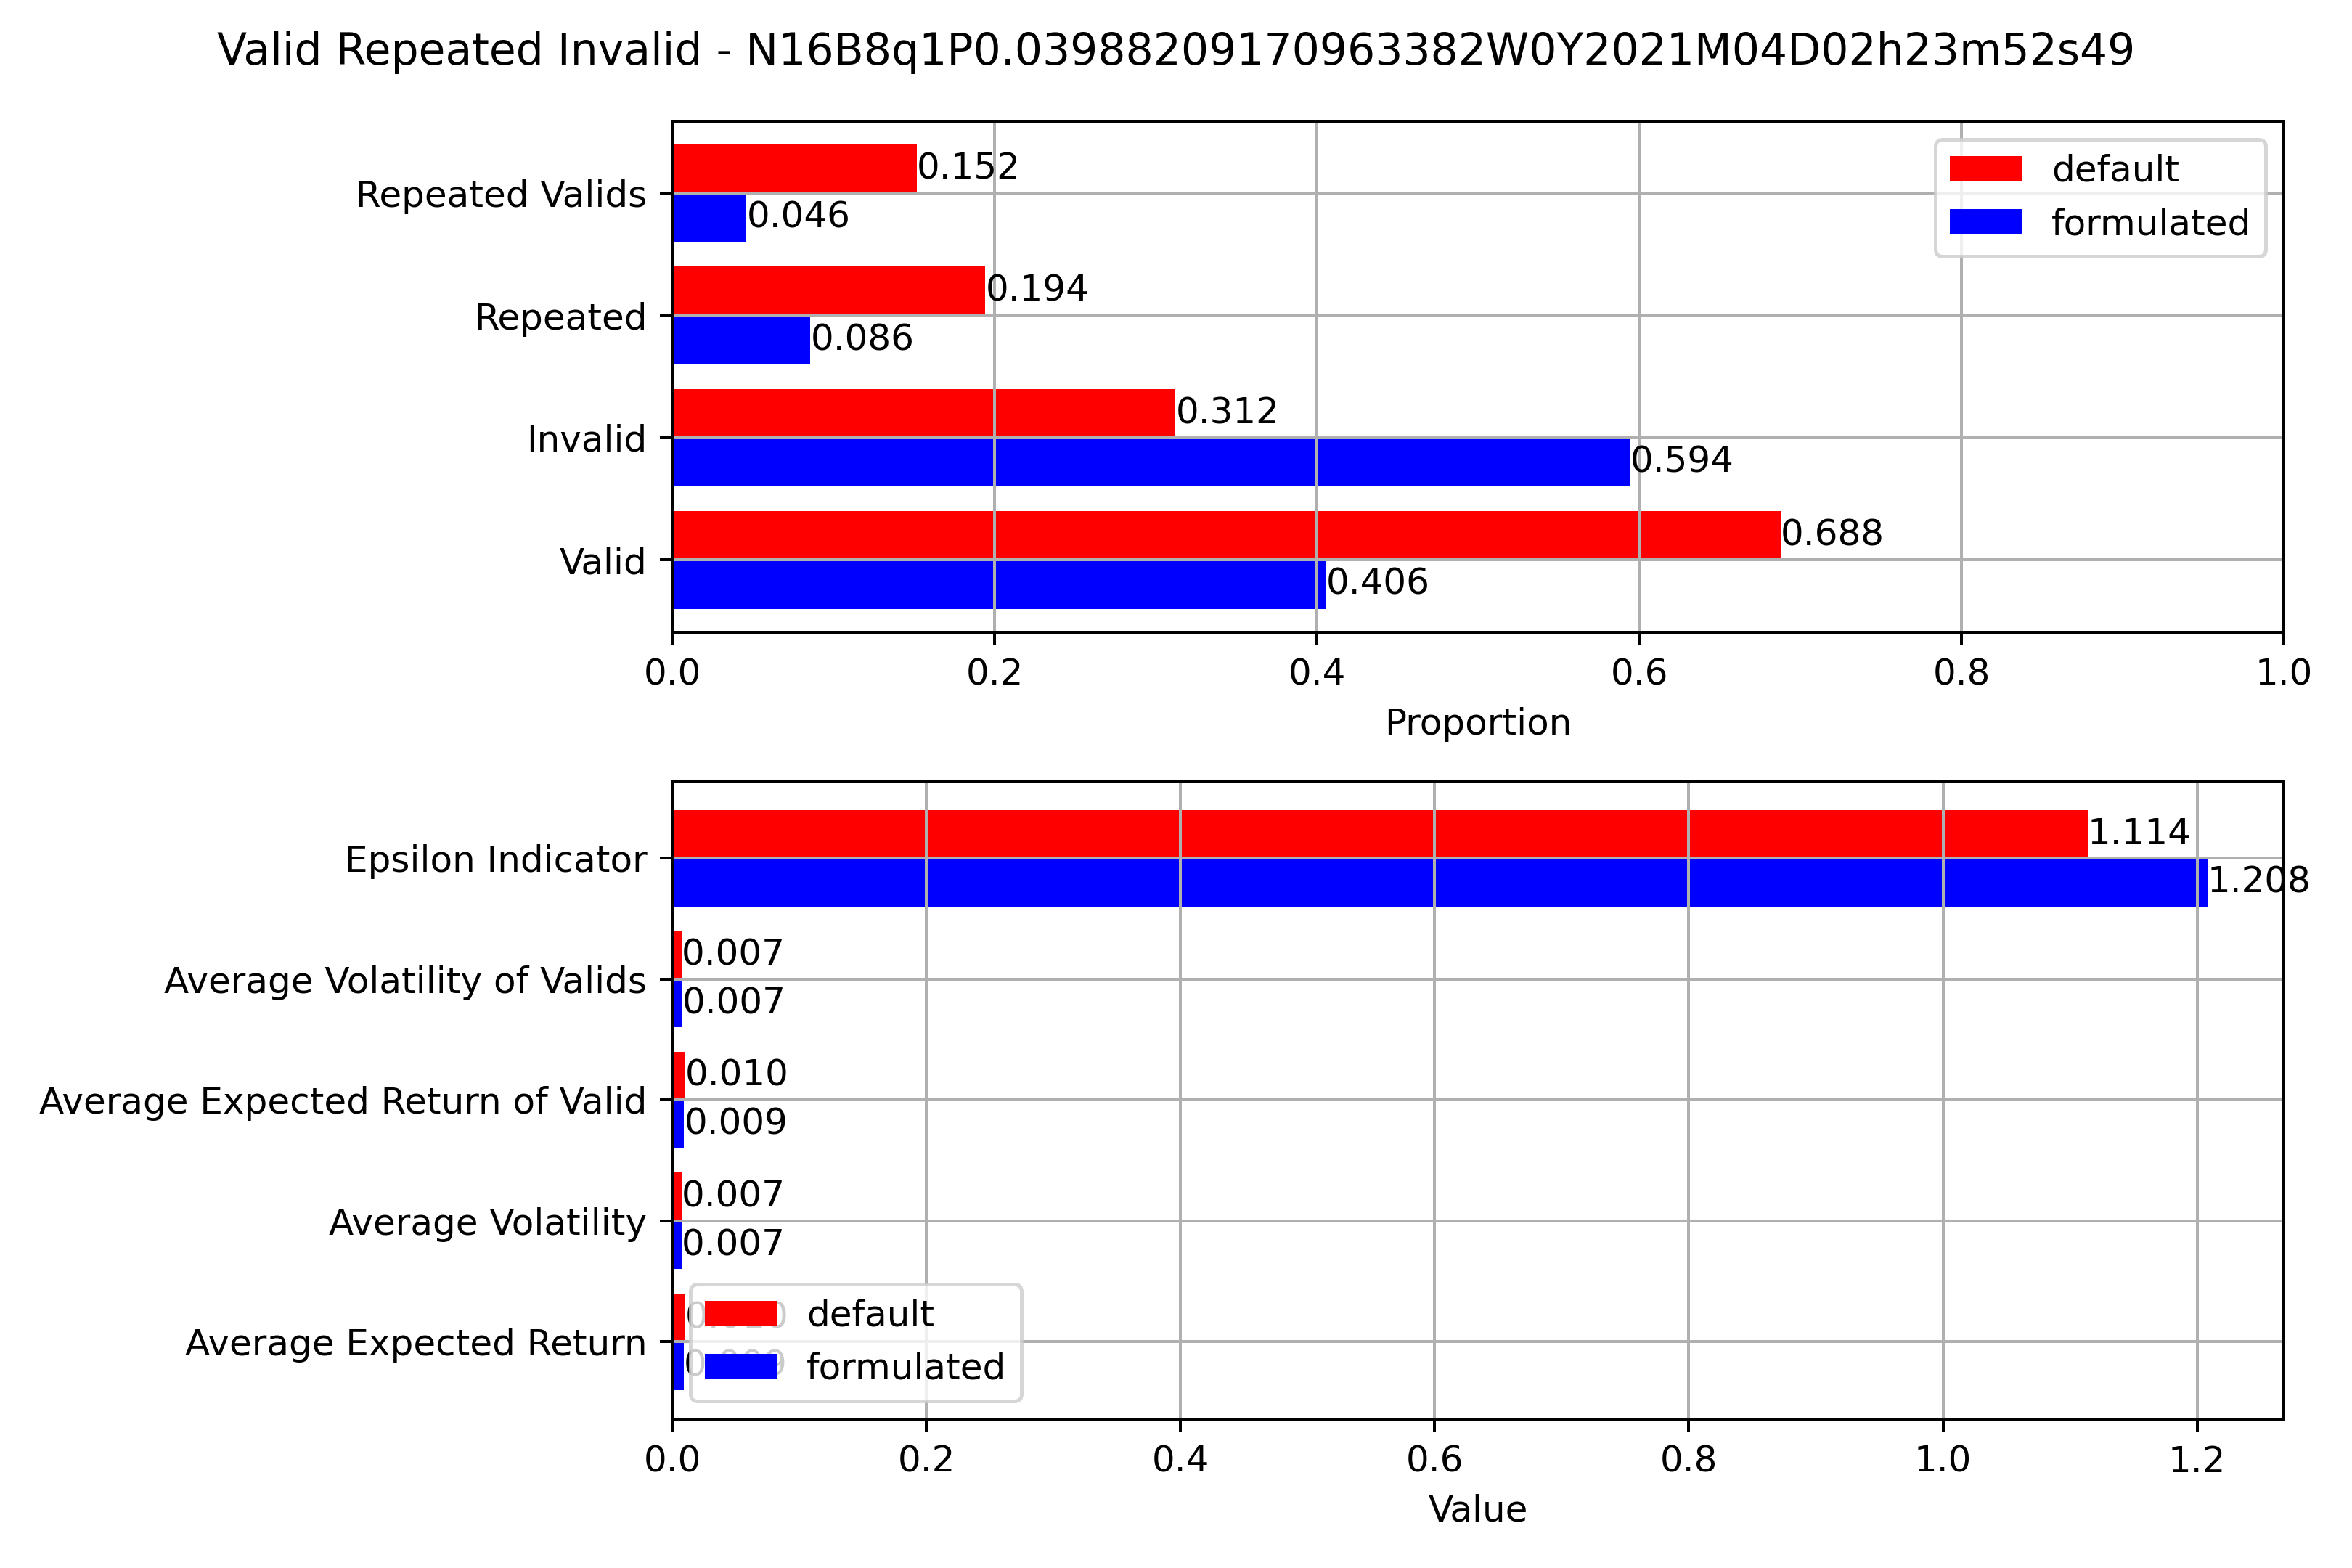 Valid Repeated Invalid - N16B8q1P0.03988209170963382W0Y2021M04D02h23m52s49
Repeated Valids
0.152
0.046
Repeated
0.194
0.086
Invalid
0.312
0.594
Valid
0.688
0.406
default
formulated
0.0 0.2 0.4 0.6 0.8 1.0
Proportion
Epsilon Indicator
1.114
1.208
Average Volatility of Valids
0.007
0.007
Average Expected Return of Valid
0.010
0.009
Average Volatility
0.007
0.007
Average Expected Return
default
formulated
0.0 0.2 0.4 0.6 0.8 1.0 1.2
Value